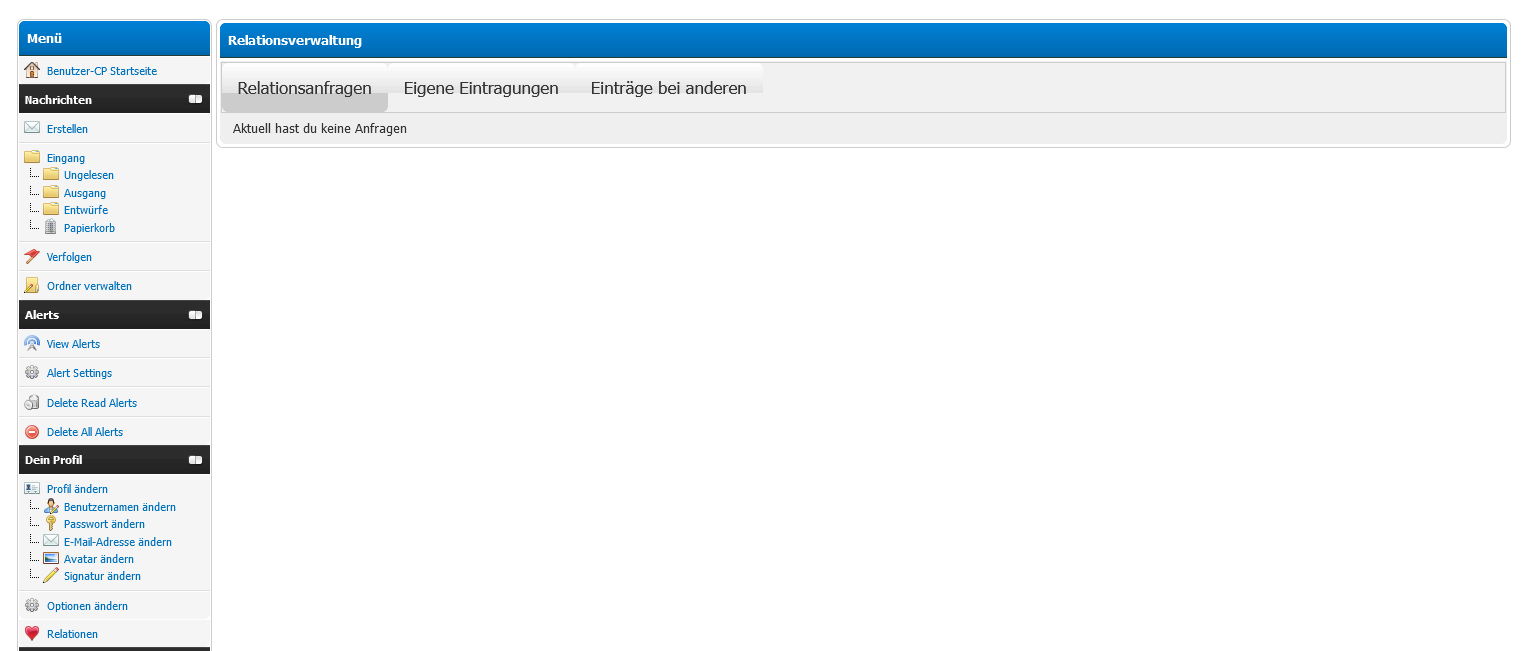 Menü
Benutzer-CP Startseite
Nachrichten
Erstellen
Eingang
Ungelesen
Ausgang
Entwürfe
Papierkorb
Verfolgen
Ordner verwalten
Alerts
View Alerts
Alert Settings
Delete Read Alerts
Delete All Alerts
Dein Profil
Profil ändern
Benutzernamen ändern
Passwort ändern
E-Mail-Adresse ändern
Avatar ändern
Signatur ändern
Optionen ändern
Relationen
Relationsverwaltung
Relationsanfragen Eigene Eintragungen Einträge bei anderen
Aktuell hast du keine Anfragen